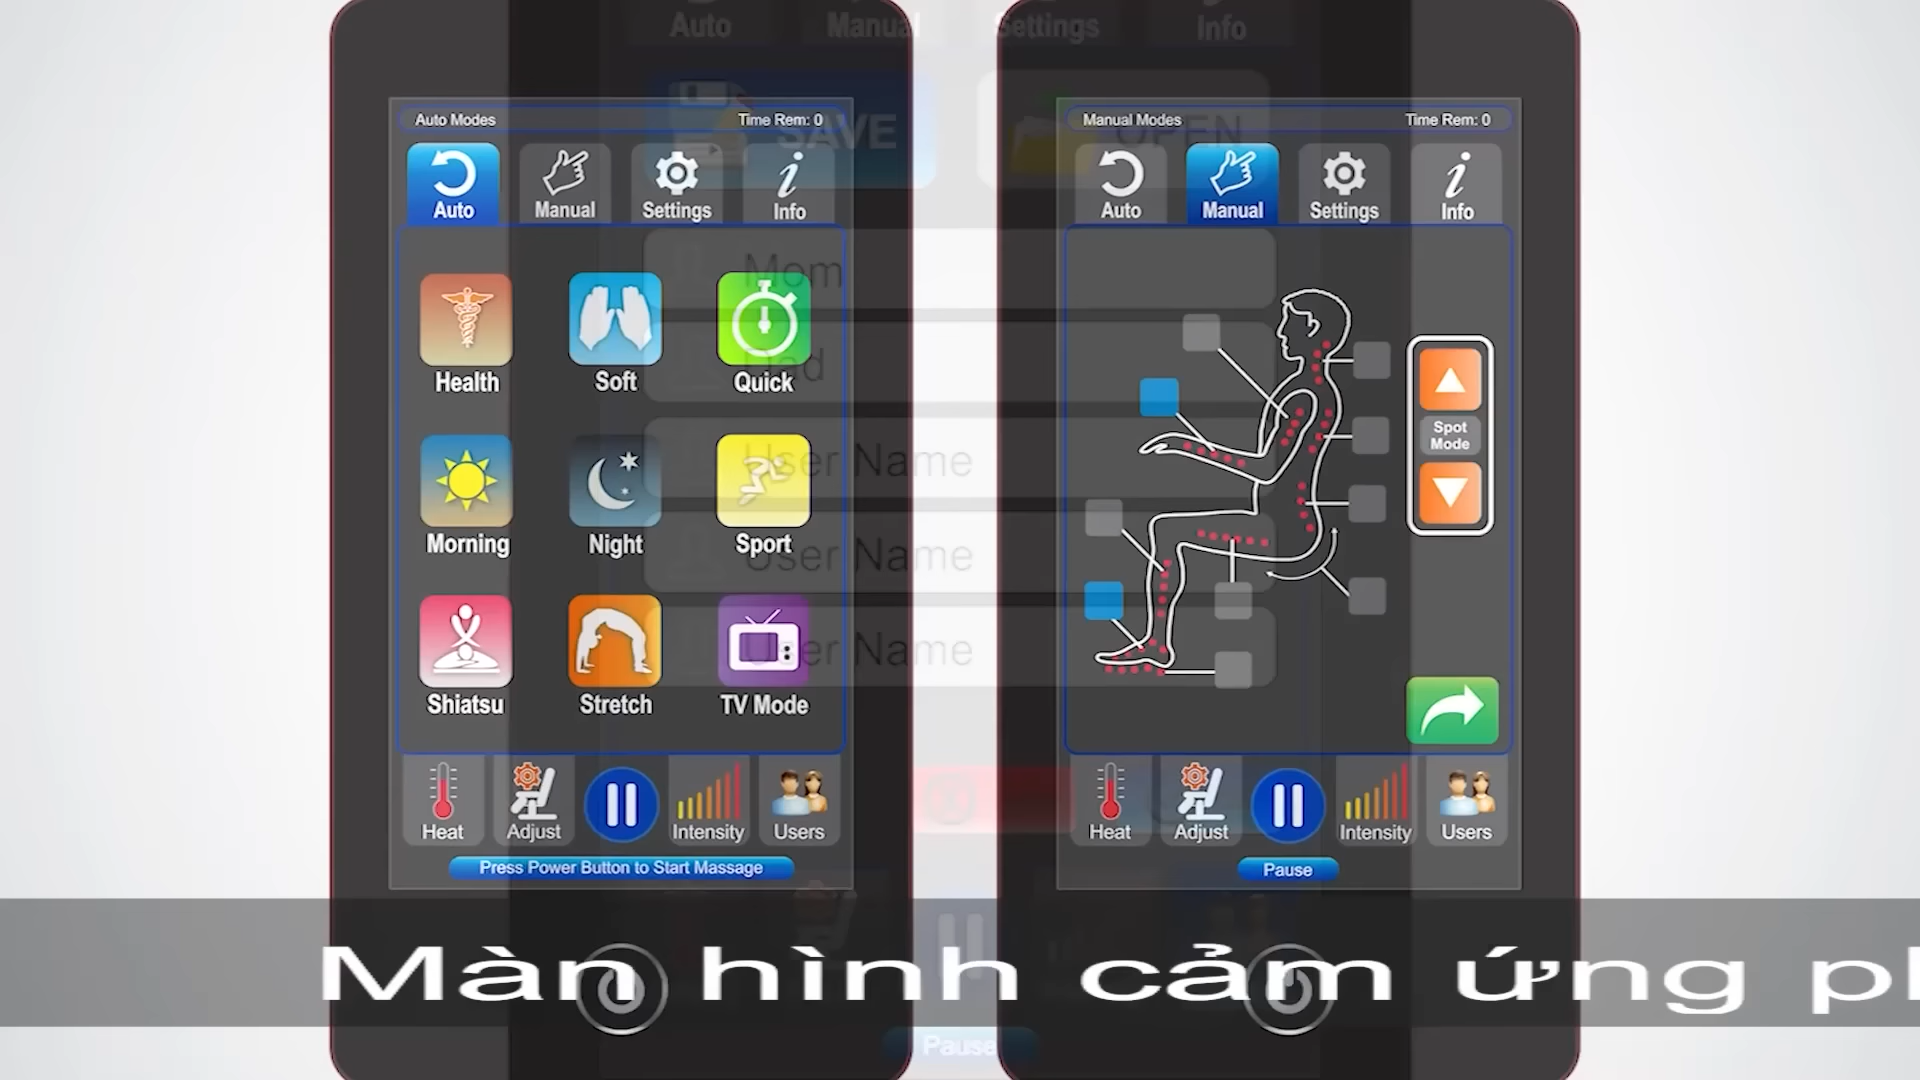 Auto Manual Settings Info
SAVE OPEN
Mom
Dad
User Name
User Name
User Name
Pause
Auto Modes Time Rem: 0
Auto Manual Settings Info
Health Soft Quick
Morning Night Sport
Shiatsu Stretch TV Mode
Heat Adjust Intensity Users
Press Power Button to Start Massage
Manual Modes Time Rem: 0
Auto Manual Settings Info
Spot
Mode
Heat Adjust Intensity Users
Pause
Màn hình cảm ứng